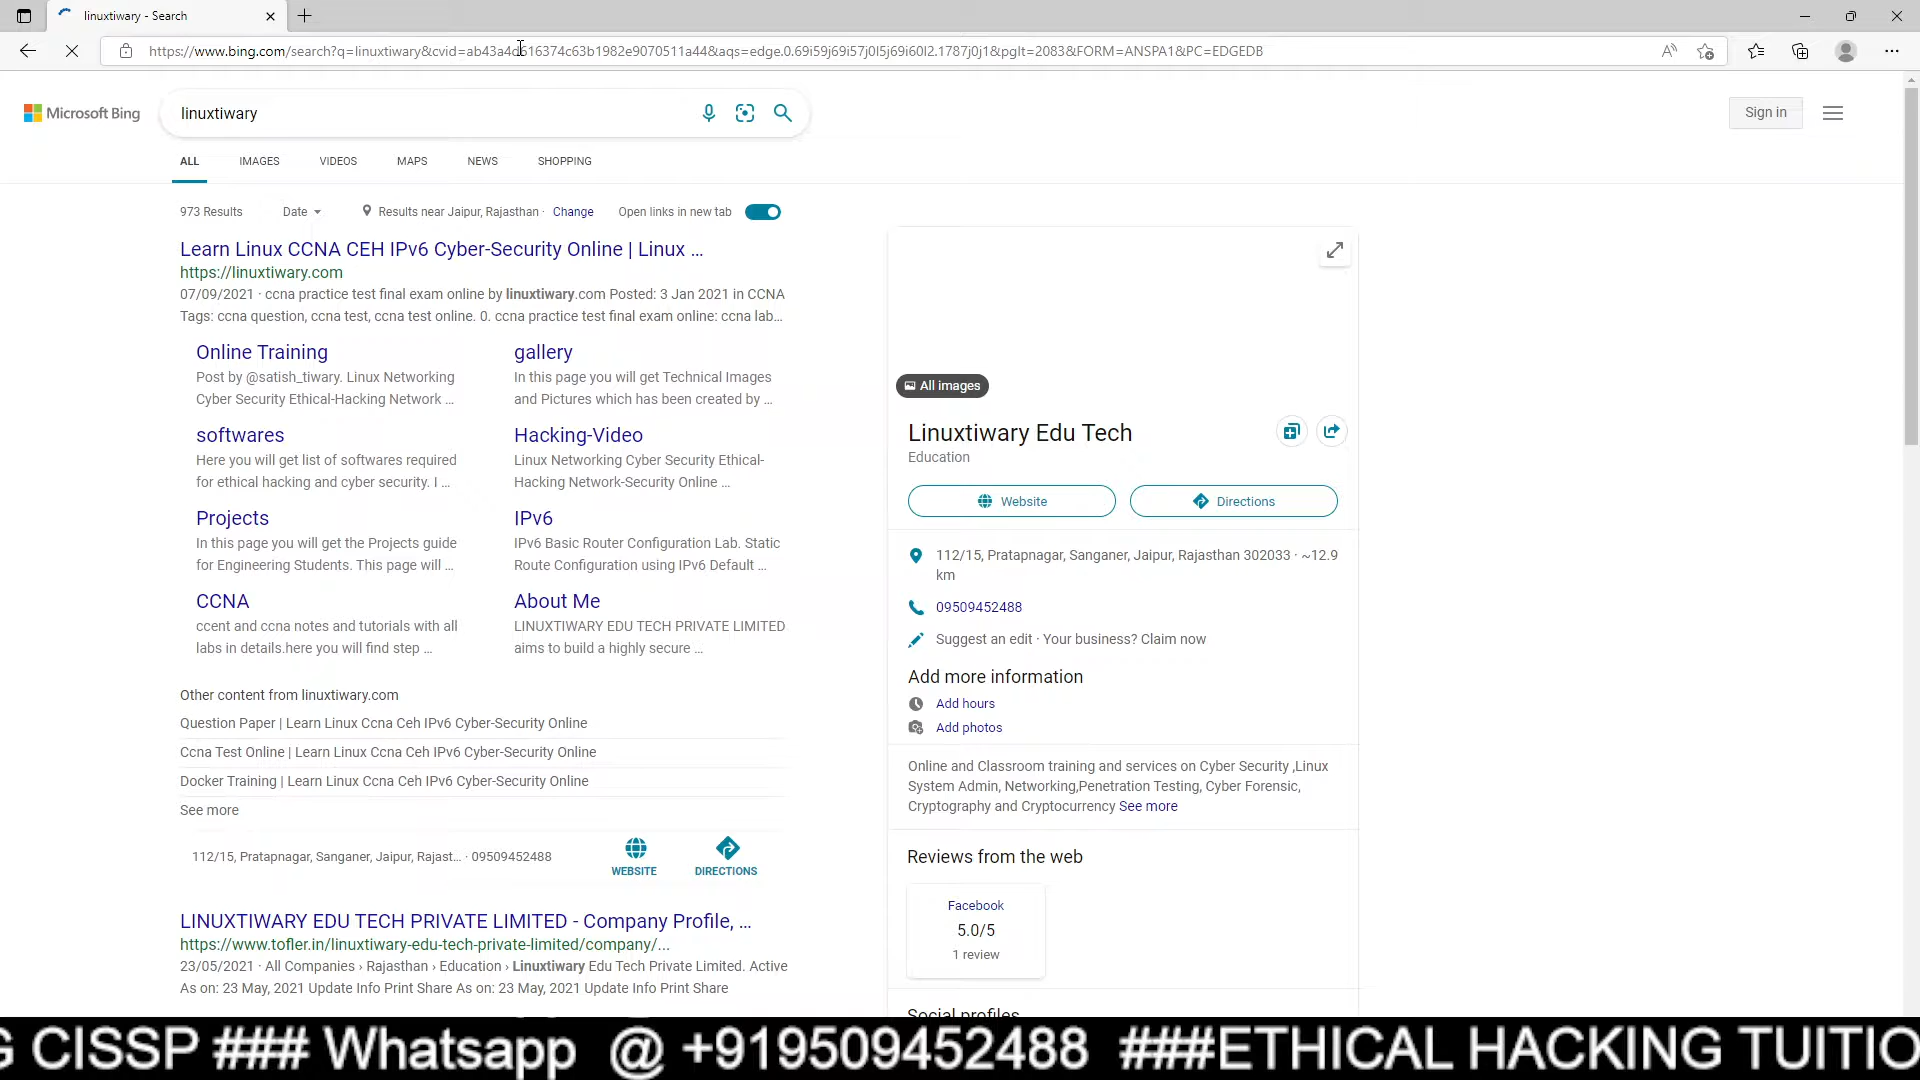 linuxtiwary - Search
https://www.bing.com/search?q=linuxtiwary&cvid=ab43a4d616374c63b1982e9070511a44&aqs=edge.0.69i59j69i57j0l5j69i60l2.1787j0j1&pglt=2083&FORM=ANSPA1&PC=EDGEDB
Microsoft Bing
linuxtiwary
Sign in
ALL IMAGES VIDEOS MAPS NEWS SHOPPING
973 Results Date Results near Jaipur, Rajasthan · Change Open links in new tab
Learn Linux CCNA CEH IPv6 Cyber-Security Online | Linux ...
https://linuxtiwary.com
07/09/2021 · ccna practice test final exam online by linuxtiwary.com Posted: 3 Jan 2021 in CCNA
Tags: ccna question, ccna test, ccna test online. 0. ccna practice test final exam online: ccna lab...
Online Training
Post by @satish_tiwary. Linux Networking
Cyber Security Ethical-Hacking Network ...
gallery
In this page you will get Technical Images
and Pictures which has been created by ...
softwares
Here you will get list of softwares required
for ethical hacking and cyber security. I ...
Hacking-Video
Linux Networking Cyber Security Ethical-
Hacking Network-Security Online ...
Projects
In this page you will get the Projects guide
for Engineering Students. This page will ...
IPv6
IPv6 Basic Router Configuration Lab. Static
Route Configuration using IPv6 Default ...
CCNA
ccent and ccna notes and tutorials with all
labs in details.here you will find step ...
About Me
LINUXTIWARY EDU TECH PRIVATE LIMITED
aims to build a highly secure ...
Other content from linuxtiwary.com
Question Paper | Learn Linux Ccna Ceh IPv6 Cyber-Security Online
Ccna Test Online | Learn Linux Ccna Ceh IPv6 Cyber-Security Online
Docker Training | Learn Linux Ccna Ceh IPv6 Cyber-Security Online
See more
112/15, Pratapnagar, Sanganer, Jaipur, Rajast... · 09509452488
WEBSITE
DIRECTIONS
LINUXTIWARY EDU TECH PRIVATE LIMITED - Company Profile, ...
https://www.tofler.in/linuxtiwary-edu-tech-private-limited/company/...
23/05/2021 · All Companies › Rajasthan › Education › Linuxtiwary Edu Tech Private Limited. Active
As on: 23 May, 2021 Update Info Print Share As on: 23 May, 2021 Update Info Print Share
All images
Linuxtiwary Edu Tech
Education
Website
Directions
112/15, Pratapnagar, Sanganer, Jaipur, Rajasthan 302033 · ~12.9
km
09509452488
Suggest an edit · Your business? Claim now
Add more information
Add hours
Add photos
Online and Classroom training and services on Cyber Security ,Linux
System Admin, Networking,Penetration Testing, Cyber Forensic,
Cryptography and Cryptocurrency See more
Reviews from the web
Facebook
5.0/5
1 review
Social profiles
G CISSP ### Whatsapp @ +919509452488 ###ETHICAL HACKING TUITIO